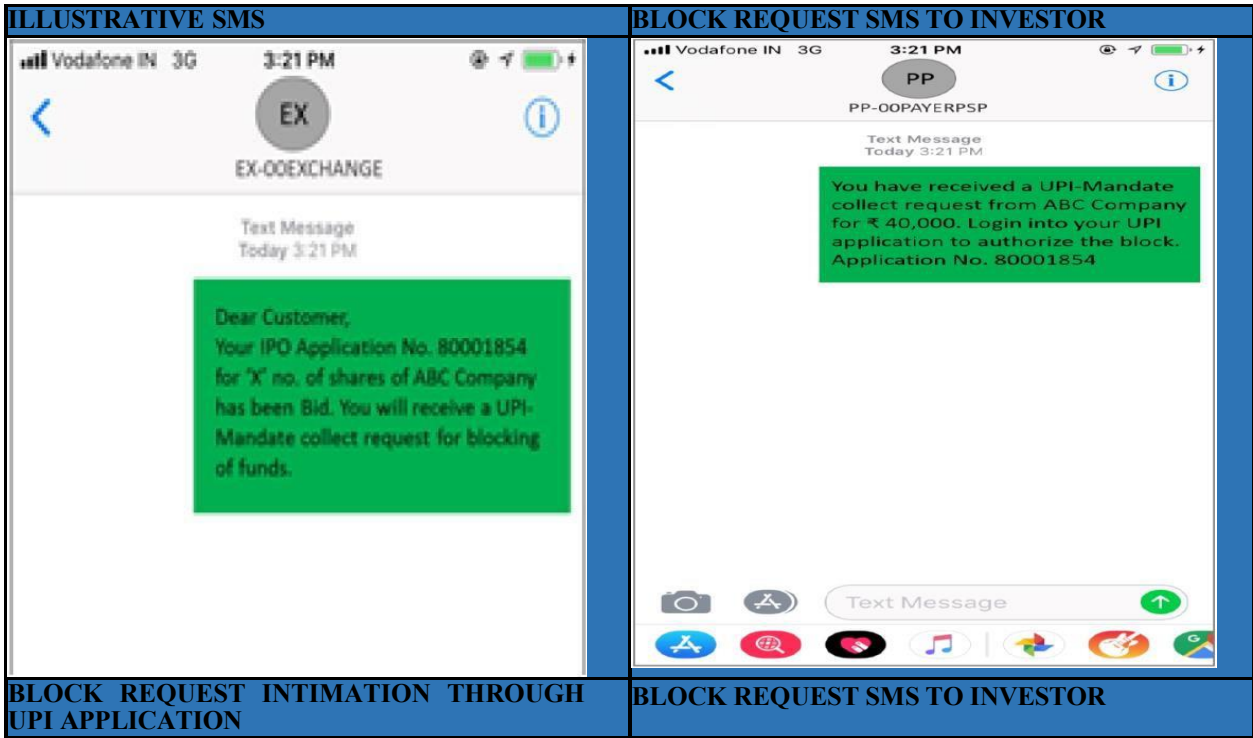 ILLUSTRATIVE SMS
Vodafone IN 3G 3:21 PM
EX
EX-OOEXCHANGE
Text Message
Today 3:21 PM
Dear Customer,
Your IPO Application No. 80001854
for 'X' no. of shares of ABC Company
has been Bid. You will receive a UPI-
Mandate collect request for blocking
of funds.
BLOCK REQUEST SMS TO INVESTOR
Vodafone IN 3G 3:21 PM
PP
PP-OOPAYERPSP
Text Message
Today 3:21 PM
You have received a UPI-Mandate
collect request from ABC Company
for ₹ 40,000. Login into your UPI
application to authorize the block.
Application No. 80001854
Text Message
BLOCK REQUEST INTIMATION THROUGH
UPI APPLICATION
BLOCK REQUEST SMS TO INVESTOR